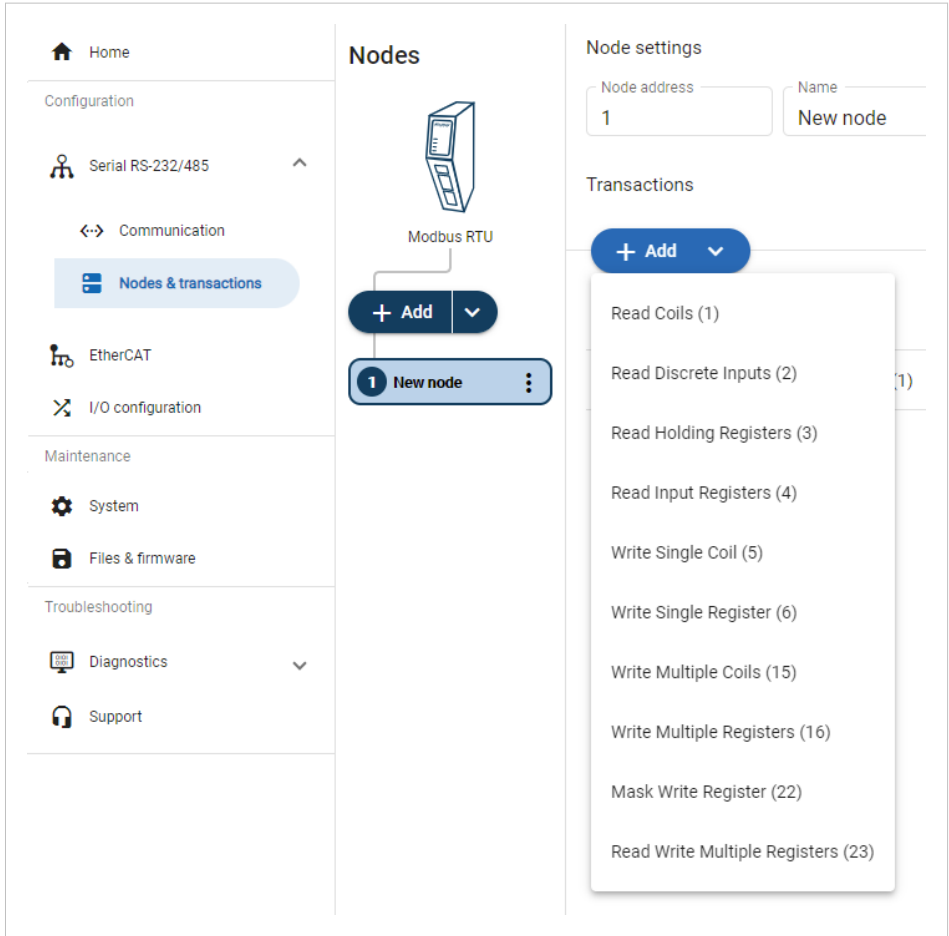 Home
Configuration
Serial RS-232/485
Communication
Nodes & transactions
EtherCAT
I/O configuration
Maintenance
System
Files & firmware
Troubleshooting
Diagnostics
Support
Nodes
Modbus RTU
+ Add
1 New node
Node settings
Node address
1
Name
New node
Transactions
+ Add
Read Coils (1)
Read Discrete Inputs (2)
(1)
Read Holding Registers (3)
Read Input Registers (4)
Write Single Coil (5)
Write Single Register (6)
Write Multiple Coils (15)
Write Multiple Registers (16)
Mask Write Register (22)
Read Write Multiple Registers (23)